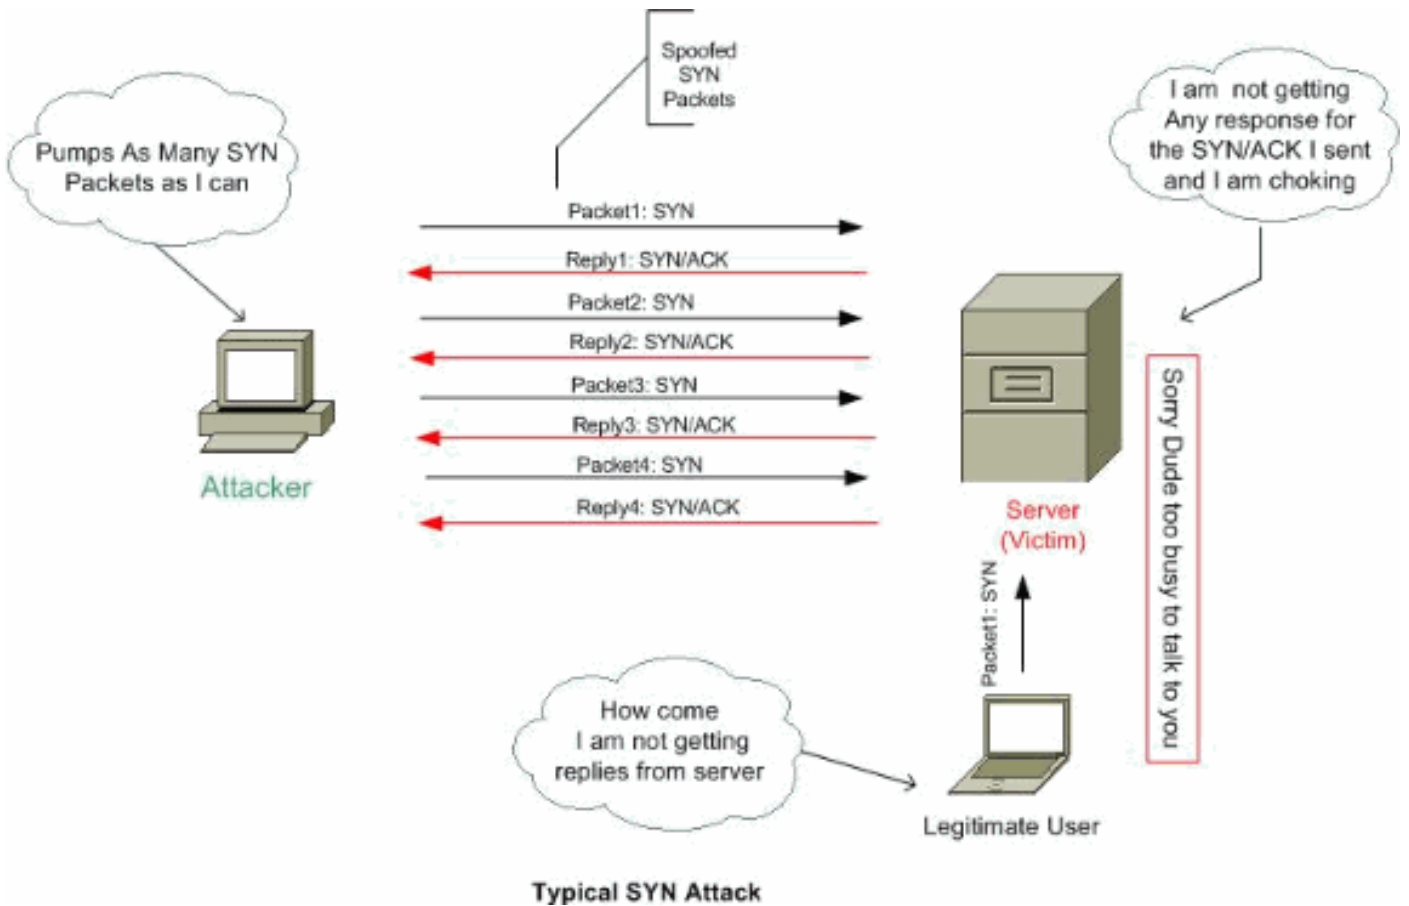 Spoofed
SYN
Packets
Pumps As Many SYN
Packets as I can
I am not getting
Any response for
the SYN/ACK I sent
and I am choking
Packet1: SYN
Reply1: SYN/ACK
Packet2: SYN
Reply2: SYN/ACK
Packet3: SYN
Reply3: SYN/ACK
Packet4: SYN
Reply4: SYN/ACK
Attacker
Server
(Victim)
Sorry Dude too busy to talk to you
Packet1: SYN
How come
I am not getting
replies from server
Legitimate User
Typical SYN Attack